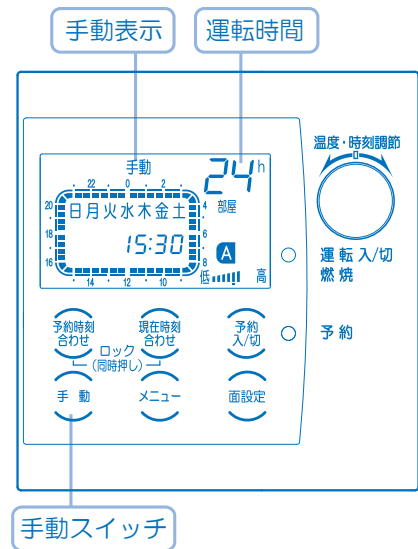 手動表示
運転時間
手動
24h
温度・時刻調節
22 0 2
20 日月火水木金土 4 部屋
18 6
15:30 A
16 8
低 高
14 12 10
運転 入/切
燃焼
予約時刻
合わせ
現在時刻
合わせ
予約
入/切
予約
ロック
(同時押し)
手動
メニュー
面設定
手動スイッチ